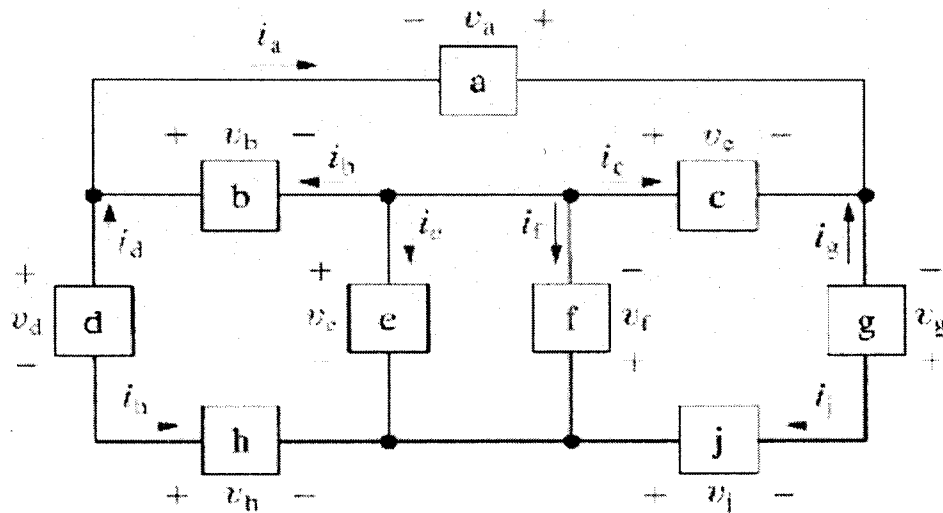 − v_a +
i_a
a
+ v_b − i_b i_c + v_c −
b c
i_d i_e i_f i_g
+ + − −
v_d d v_e e f v_f g v_g
− − + +
i_h i_j
h j
+ v_h − + v_j −